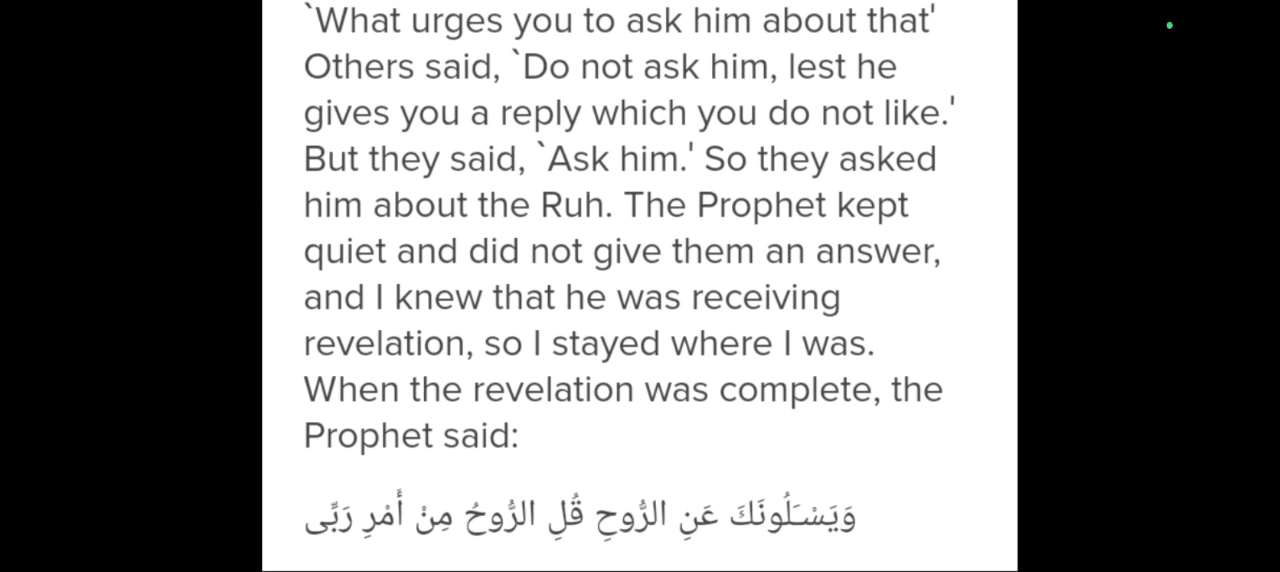 `What urges you to ask him about that'
Others said, `Do not ask him, lest he
gives you a reply which you do not like.'
But they said, `Ask him.' So they asked
him about the Ruh. The Prophet kept
quiet and did not give them an answer,
and I knew that he was receiving
revelation, so I stayed where I was.
When the revelation was complete, the
Prophet said:
وَيَسْـَلُونَكَ عَنِ الرُّوحِ قُلِ الرُّوحُ مِنْ أَمْرِ رَبِّى